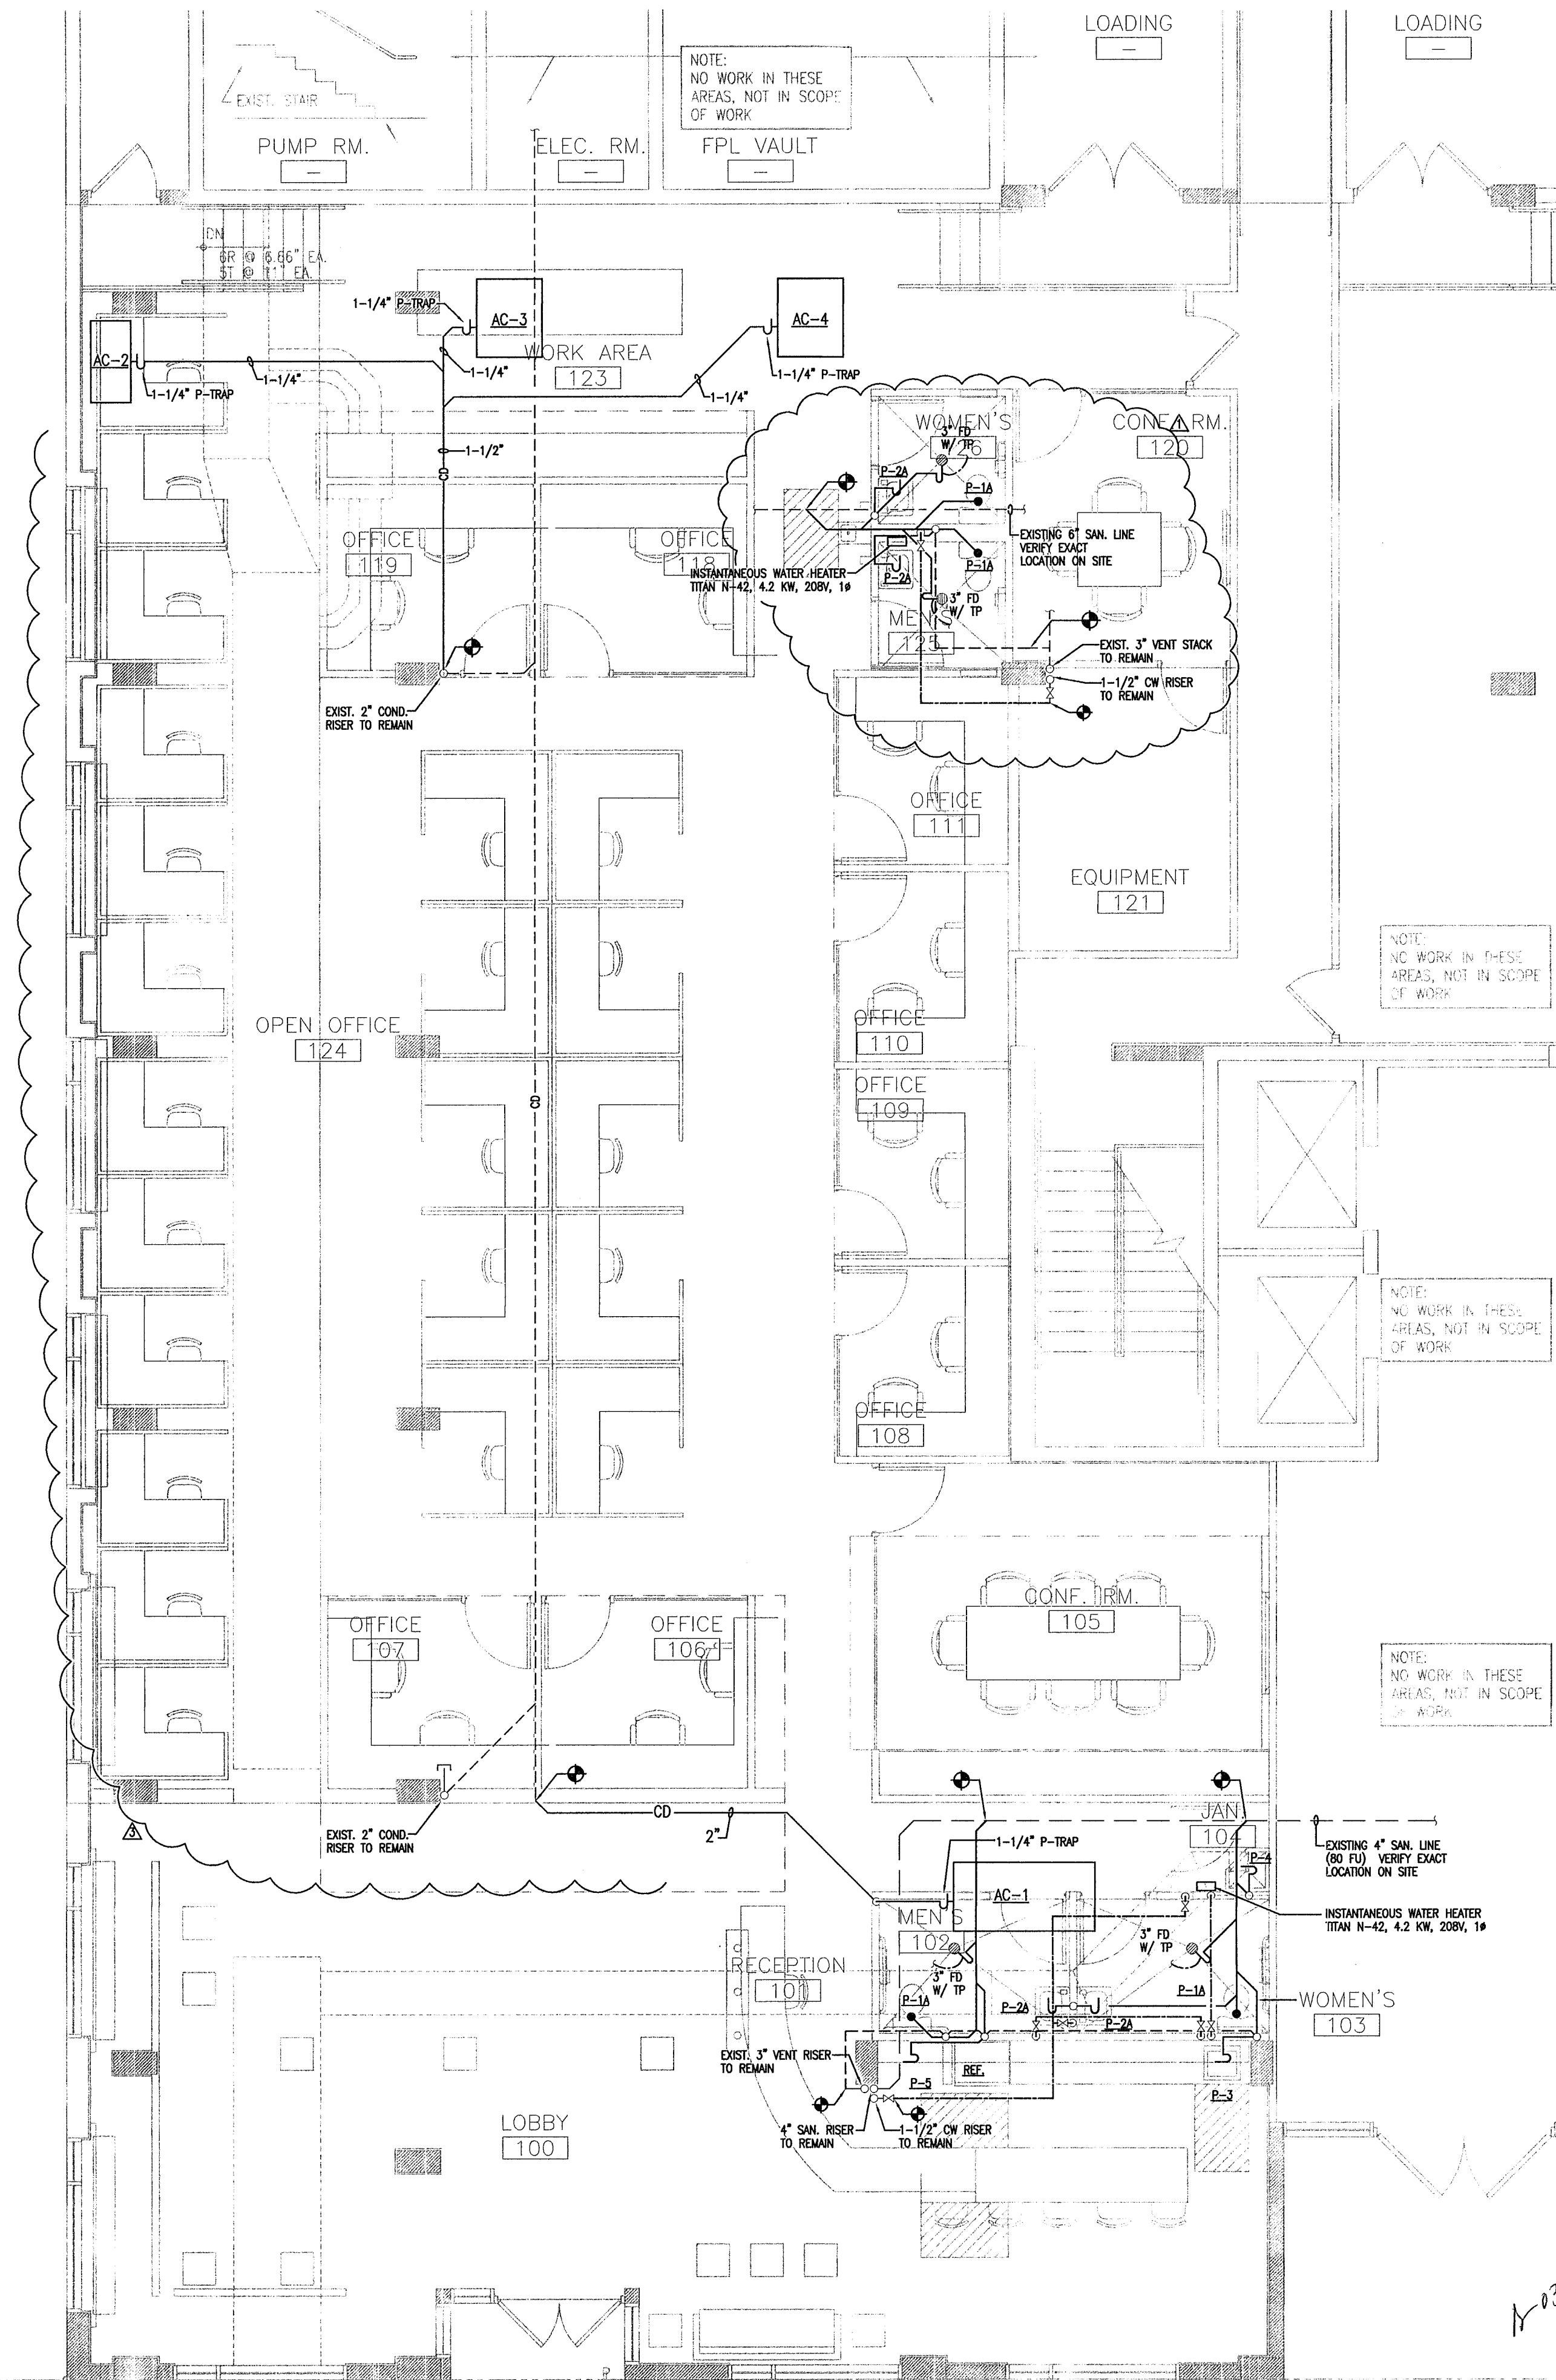 LOADING
—
LOADING
—
NOTE:
NO WORK IN THESE
AREAS, NOT IN SCOPE
OF WORK
EXIST. STAIR
PUMP RM.
—
ELEC. RM.
—
FPL VAULT
—
DN
6R @ 6.66" EA.
5T @ 11" EA.
1-1/4" P-TRAP
AC-3
AC-4
AC-2
WORK AREA
123
1-1/4"
1-1/4"
1-1/4" P-TRAP
1-1/4" P-TRAP
1-1/4"
1-1/2"
WOMEN'S
126
3" FD
W/ TP
CONF. RM.
120
1
P-2A
P-1A
EXISTING 6" SAN. LINE
VERIFY EXACT
LOCATION ON SITE
OFFICE
119
OFFICE
118
INSTANTANEOUS WATER HEATER
TITAN N-42, 4.2 KW, 208V, 1ø
P-2A
P-1A
3" FD
W/ TP
MEN'S
125
EXIST. 3" VENT STACK
TO REMAIN
1-1/2" CW RISER
TO REMAIN
EXIST. 2" COND.
RISER TO REMAIN
OFFICE
111
EQUIPMENT
121
NOTE:
NO WORK IN THESE
AREAS, NOT IN SCOPE
OF WORK
OPEN OFFICE
124
OFFICE
110
OFFICE
109
NOTE:
NO WORK IN THESE
AREAS, NOT IN SCOPE
OF WORK
OFFICE
108
OFFICE
107
OFFICE
106
CONF. RM.
105
NOTE:
NO WORK IN THESE
AREAS, NOT IN SCOPE
OF WORK
3
EXIST. 2" COND.
RISER TO REMAIN
CD
2"
1-1/4" P-TRAP
JAN.
104
P-4
EXISTING 4" SAN. LINE
(80 FU) VERIFY EXACT
LOCATION ON SITE
AC-1
MEN'S
102
INSTANTANEOUS WATER HEATER
TITAN N-42, 4.2 KW, 208V, 1ø
3" FD
W/ TP
3" FD
W/ TP
RECEPTION
101
P-1A
P-2A
P-2A
P-1A
WOMEN'S
103
EXIST. 3" VENT RISER
TO REMAIN
REF.
P-5
P-3
4" SAN. RISER
TO REMAIN
1-1/2" CW RISER
TO REMAIN
LOBBY
100